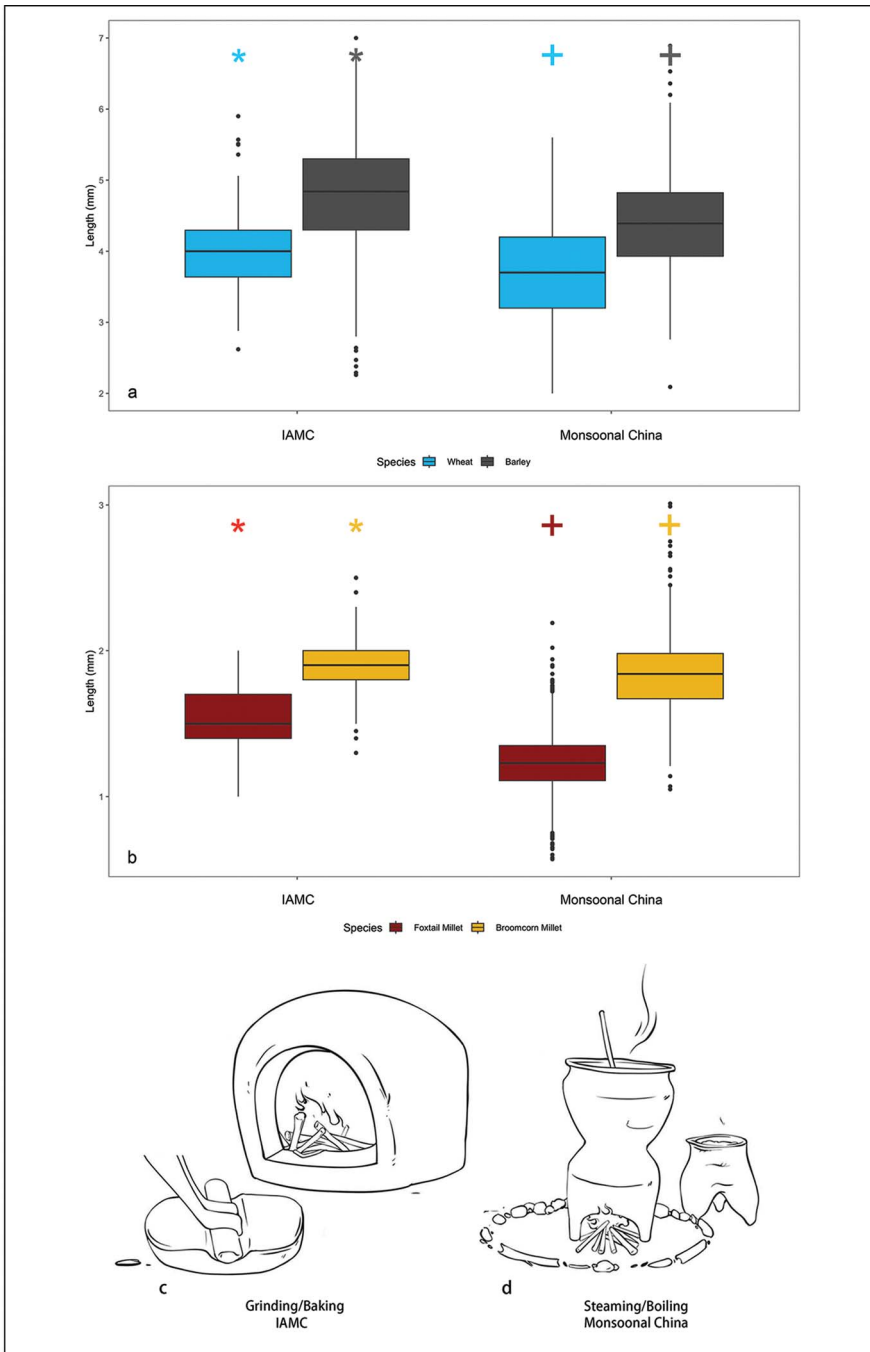 7
6
5
4
3
2
Length (mm)
* * + +
a
IAMC Monsoonal China
Species Wheat Barley
3
2
1
Length (mm)
* * + +
b
IAMC Monsoonal China
Species Foxtail Millet Broomcorn Millet
c d
Grinding/Baking Steaming/Boiling
IAMC Monsoonal China